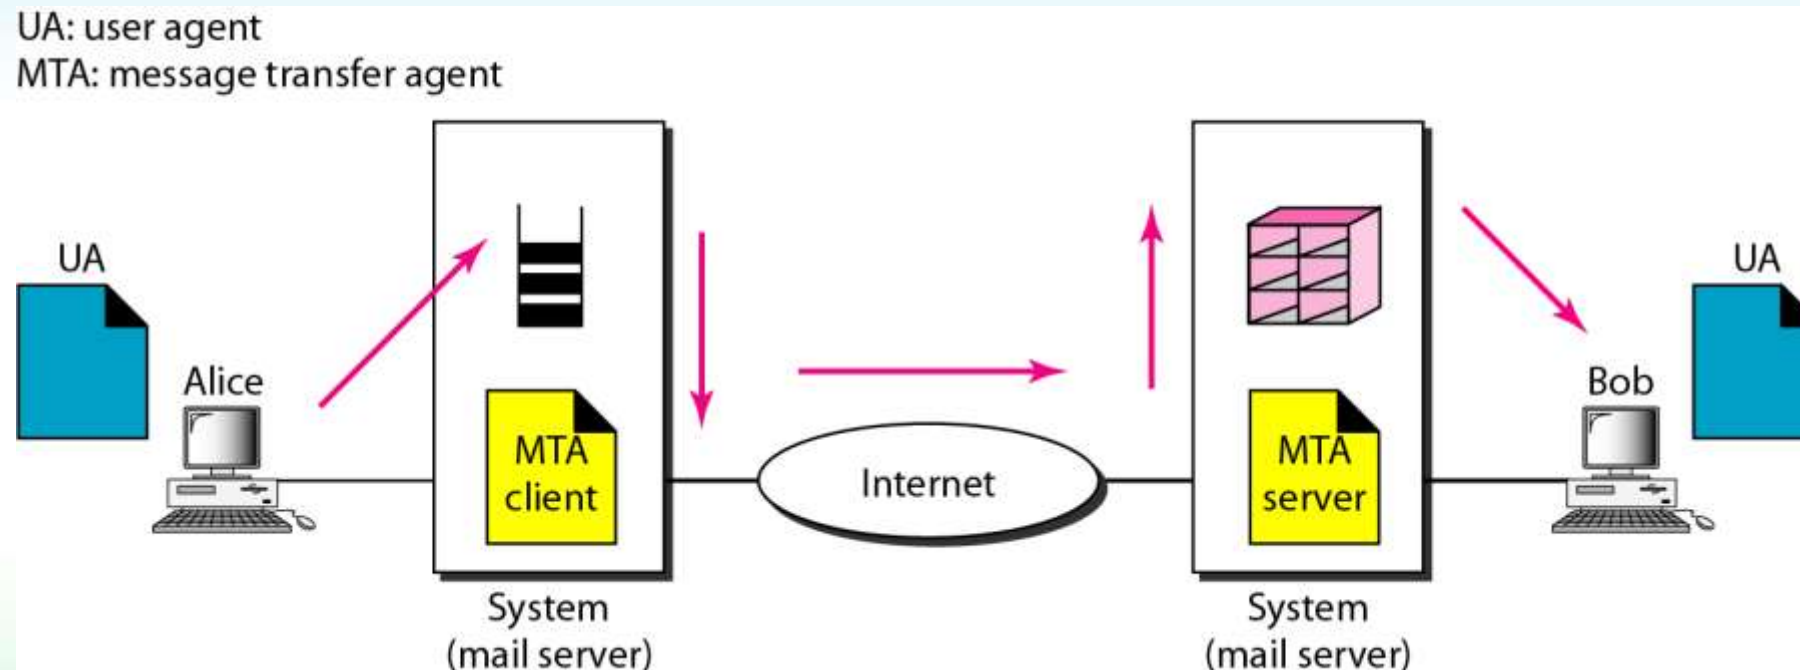 UA: user agent
MTA: message transfer agent
UA
Alice
MTA
client
System
(mail server)
Internet
MTA
server
System
(mail server)
Bob
UA